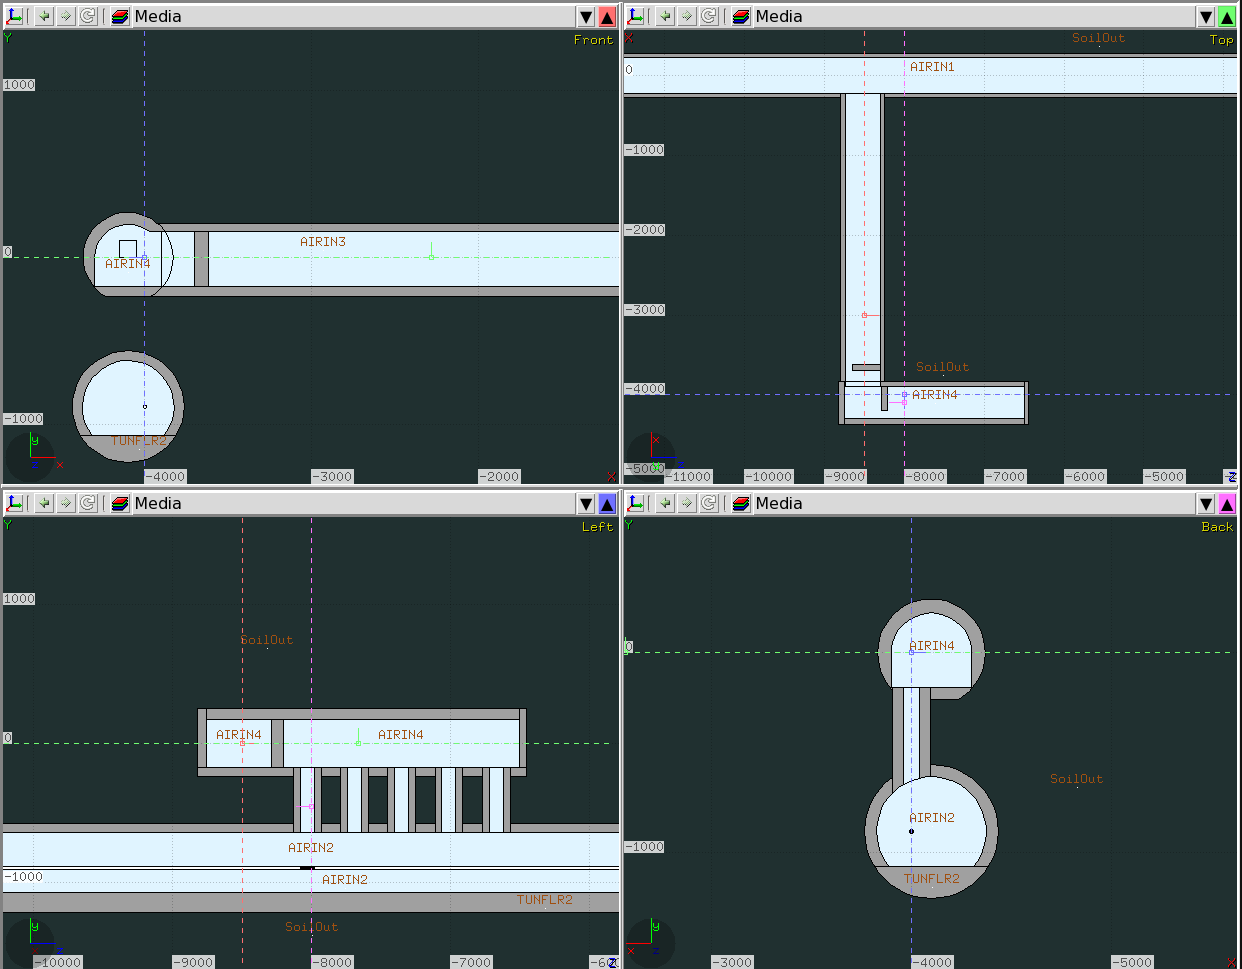 Media
Y
Front
1000
AIRIN3
0
AIRIN4
-1000
TUNFLR2
y
x
-4000
-3000
-2000
X
Media
X
SoilOut
Top
0
AIRIN1
-1000
-2000
-3000
SoilOut
-4000
AIRIN4
x
-5000
-11000
-10000
-9000
-8000
-7000
-6000
-5000
Z
Media
Y
Left
1000
SoilOut
0
AIRIN4
AIRIN4
AIRIN2
-1000
AIRIN2
TUNFLR2
SoilOut
y
z
-10000
-9000
-8000
-7000
Z
Media
Y
Back
0
AIRIN4
SoilOut
AIRIN2
-1000
TUNFLR2
y
x
z
-3000
-4000
-5000
X